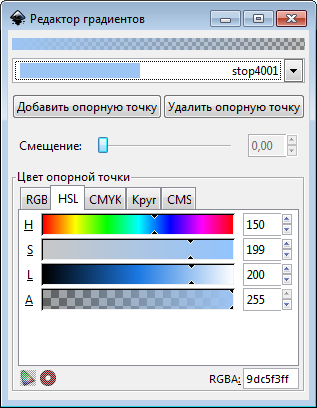 Редактор градиентов
stop4001
Добавить опорную точку Удалить опорную точку
Смещение: 0,00
Цвет опорной точки
RGB HSL CMYK Круг CMS
H 150
S 199
L 200
A 255
RGBA: 9dc5f3ff